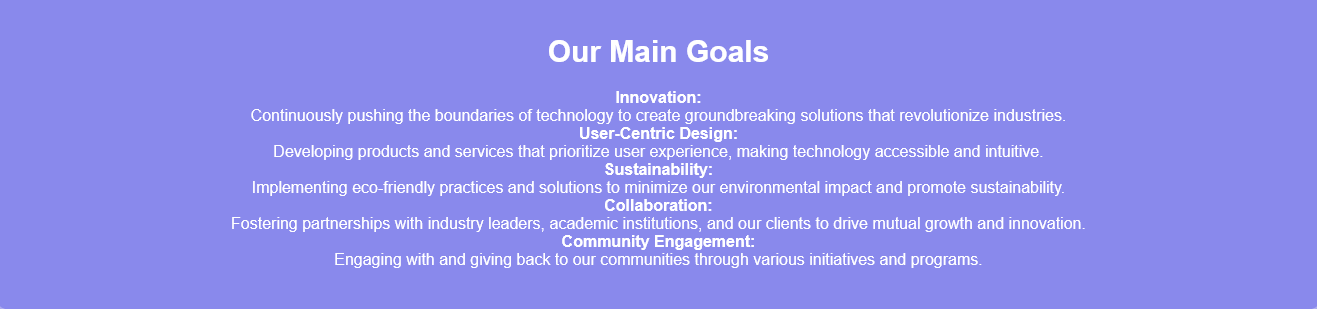 Our Main Goals
Innovation:
Continuously pushing the boundaries of technology to create groundbreaking solutions that revolutionize industries.
User-Centric Design:
Developing products and services that prioritize user experience, making technology accessible and intuitive.
Sustainability:
Implementing eco-friendly practices and solutions to minimize our environmental impact and promote sustainability.
Collaboration:
Fostering partnerships with industry leaders, academic institutions, and our clients to drive mutual growth and innovation.
Community Engagement:
Engaging with and giving back to our communities through various initiatives and programs.